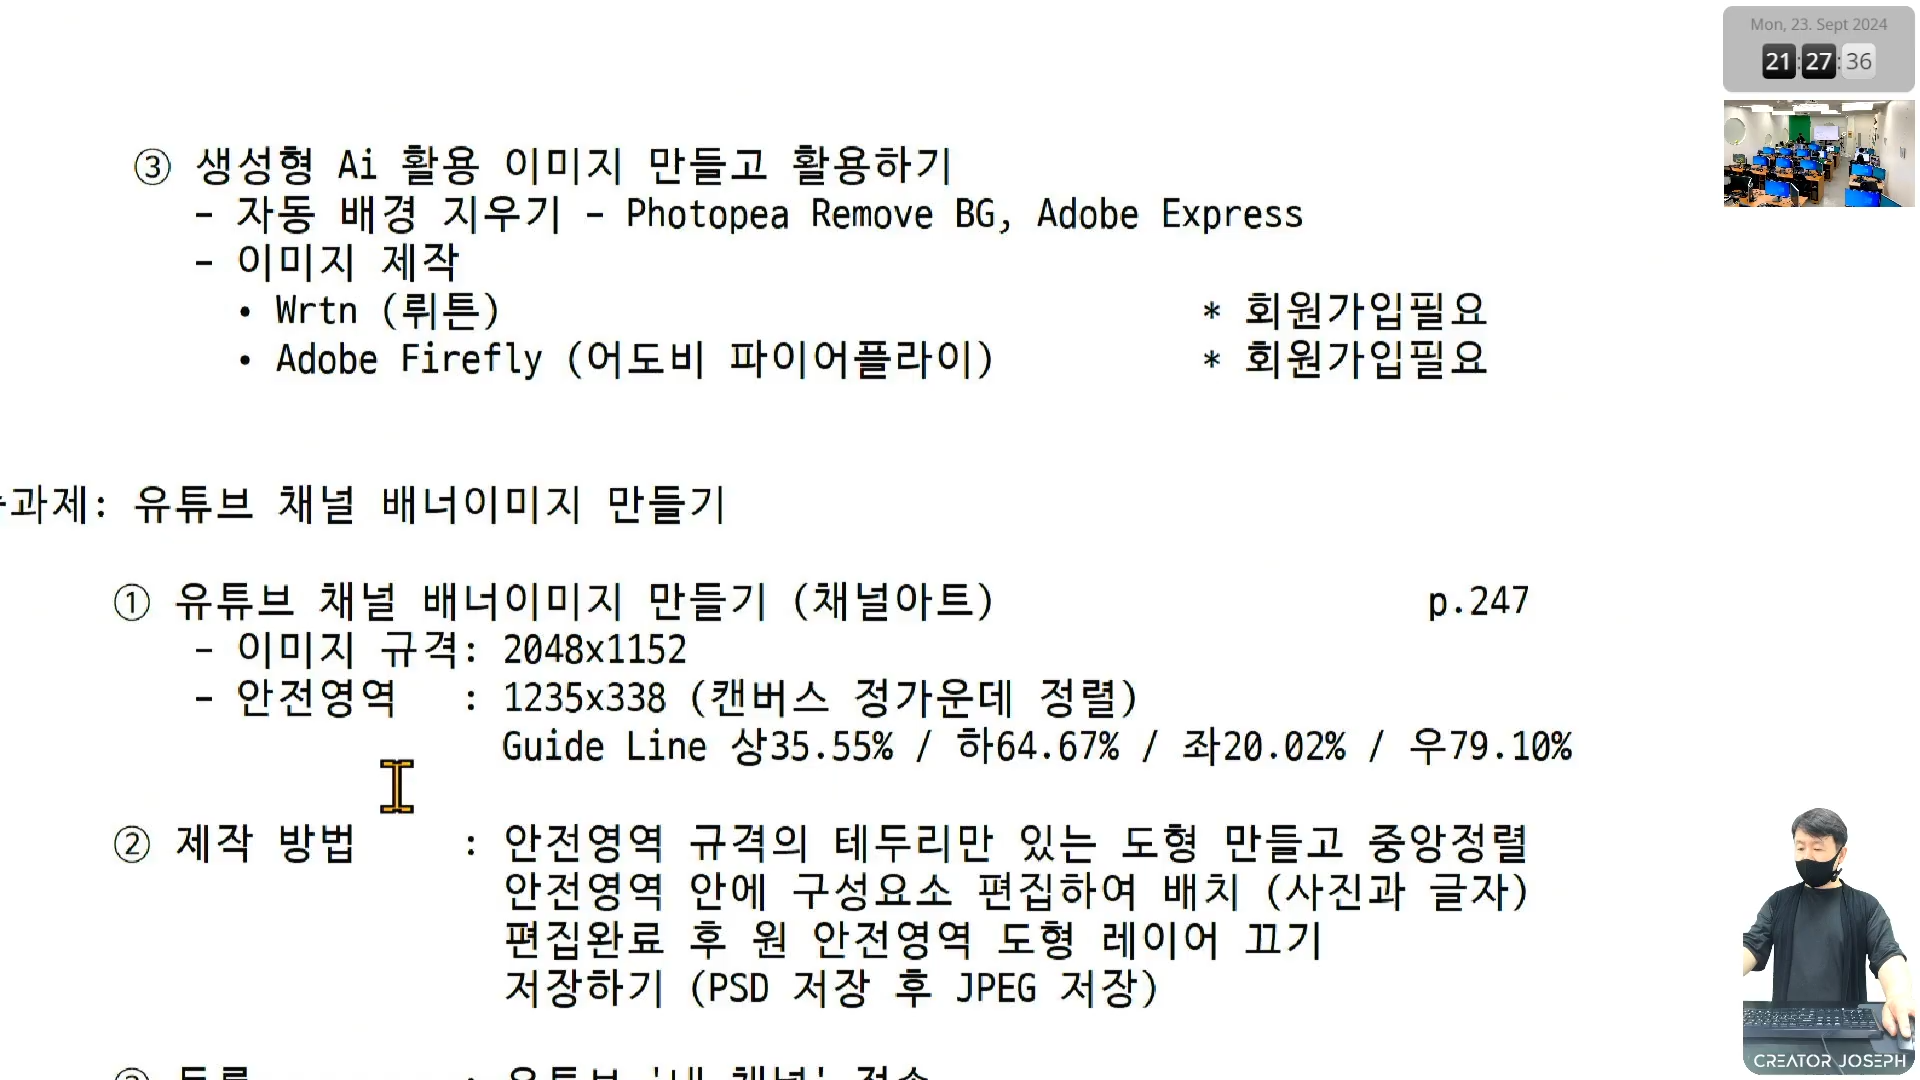 Mon, 23. Sept 2024
21:27:36
③ 생성형 Ai 활용 이미지 만들고 활용하기
- 자동 배경 지우기 - Photopea Remove BG, Adobe Express
- 이미지 제작
• Wrtn (뤼튼) * 회원가입필요
• Adobe Firefly (어도비 파이어플라이) * 회원가입필요
과제: 유튜브 채널 배너이미지 만들기
① 유튜브 채널 배너이미지 만들기 (채널아트) p.247
- 이미지 규격: 2048x1152
- 안전영역 : 1235x338 (캔버스 정가운데 정렬)
Guide Line 상35.55% / 하64.67% / 좌20.02% / 우79.10%
② 제작 방법 : 안전영역 규격의 테두리만 있는 도형 만들고 중앙정렬
안전영역 안에 구성요소 편집하여 배치 (사진과 글자)
편집완료 후 원 안전영역 도형 레이어 끄기
저장하기 (PSD 저장 후 JPEG 저장)
CREATOR JOSEPH